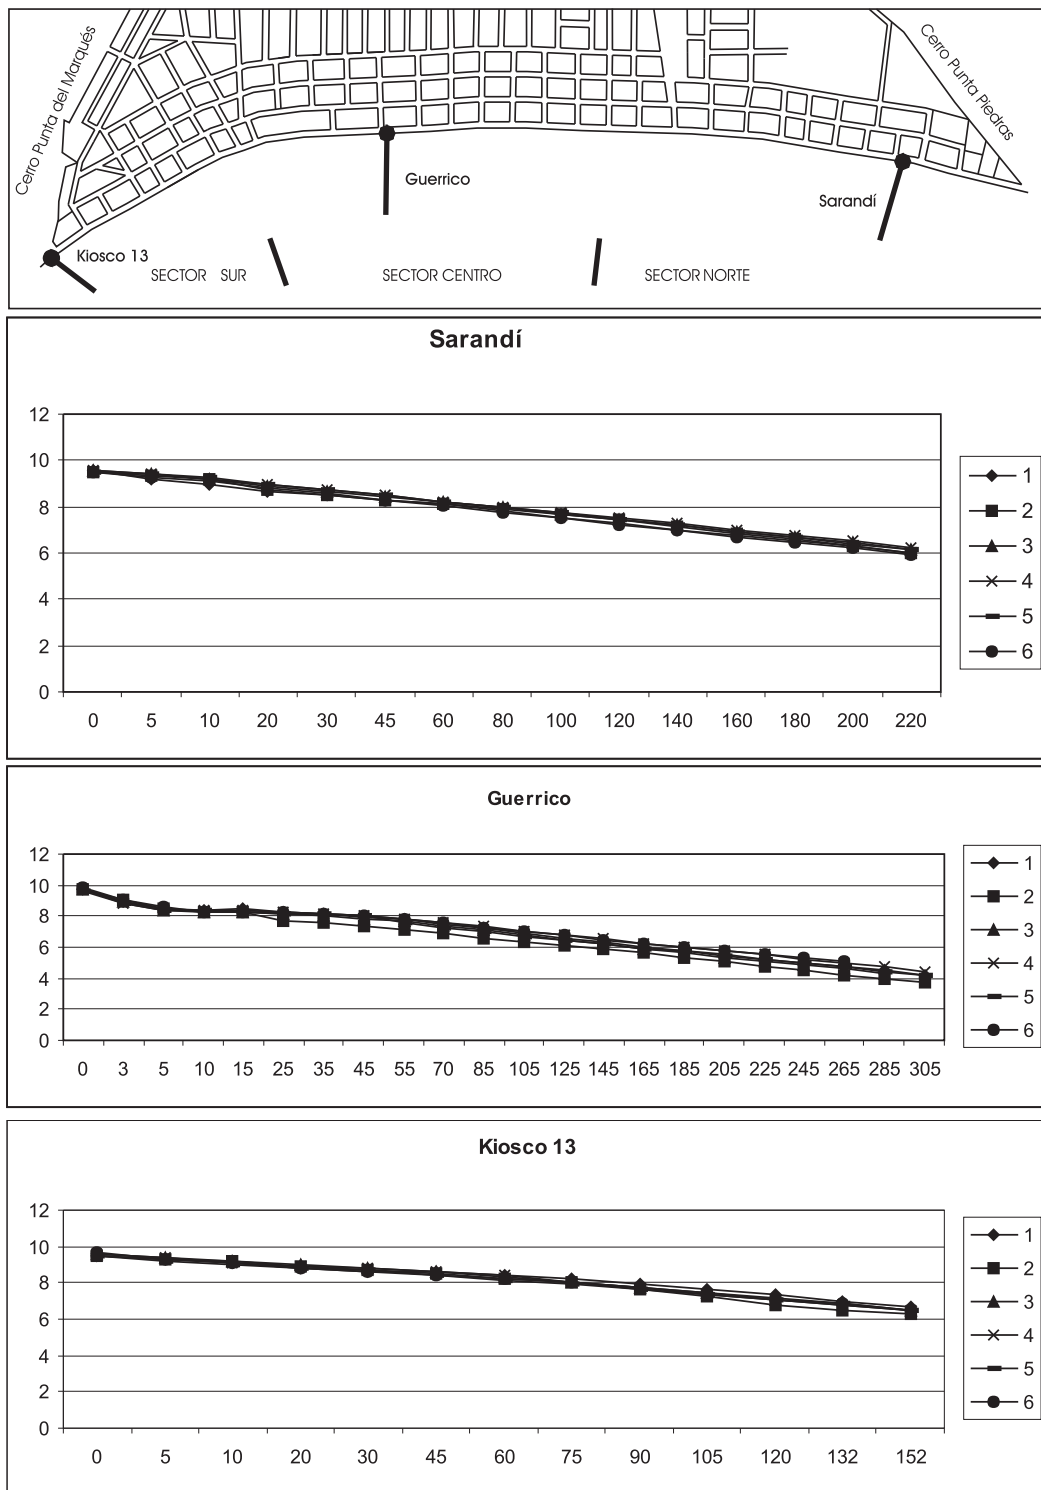 Cerro Punta del Marqués
Cerro Punta Piedras
Guerrico
Sarandí
Kiosco 13
SECTOR SUR
SECTOR CENTRO
SECTOR NORTE
Sarandí
12
10
8
6
4
2
0
0 5 10 20 30 45 60 80 100 120 140 160 180 200 220
1
2
3
4
5
6
Guerrico
12
10
8
6
4
2
0
0 3 5 10 15 25 35 45 55 70 85 105 125 145 165 185 205 225 245 265 285 305
1
2
3
4
5
6
Kiosco 13
12
10
8
6
4
2
0
0 5 10 20 30 45 60 75 90 105 120 132 152
1
2
3
4
5
6